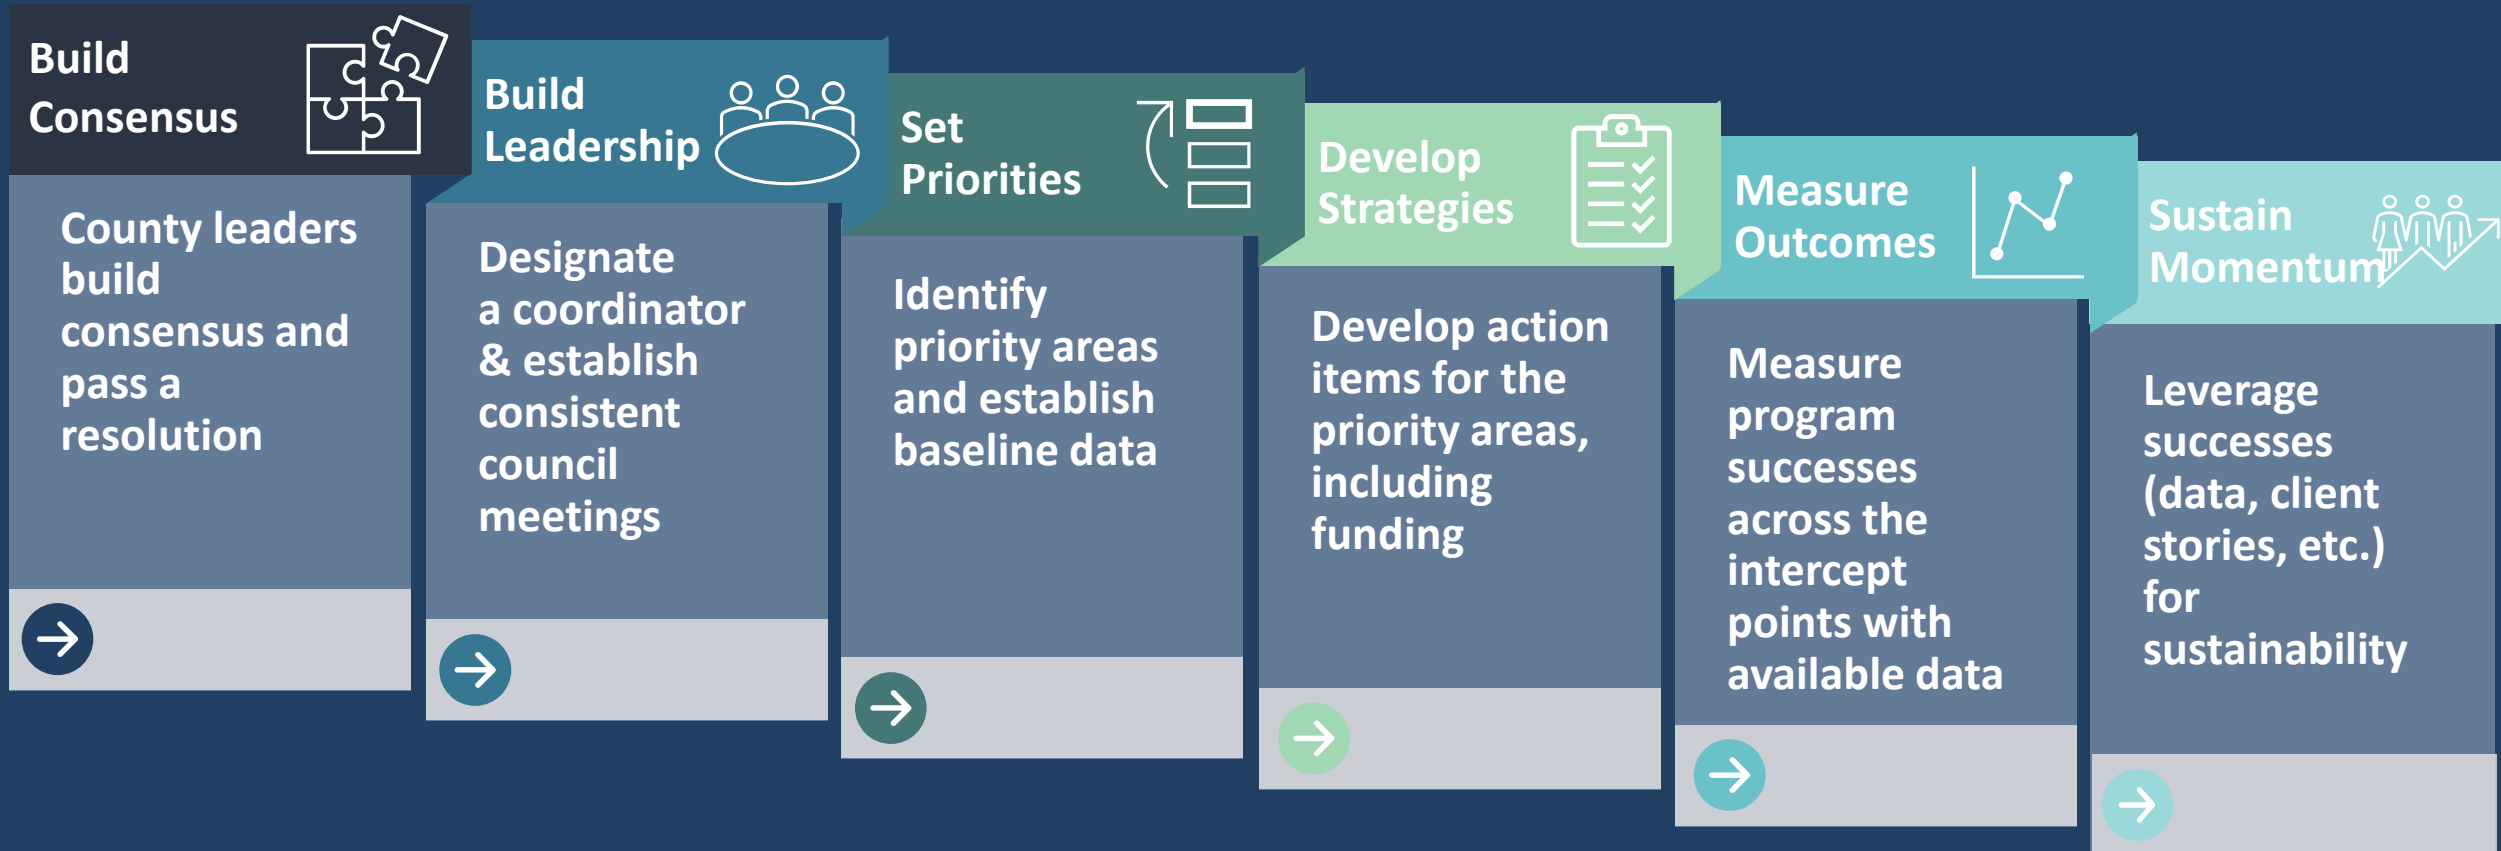 Build
Consensus
County leaders
build
consensus and
pass a
resolution
Build
Leadership
Designate
a coordinator
& establish
consistent
council
meetings
Set
Priorities
Identify
priority areas
and establish
baseline data
Develop
Strategies
Develop action
items for the
priority areas,
including
funding
Measure
Outcomes
Measure
program
successes
across the
intercept
points with
available data
Sustain
Momentum
Leverage
successes
(data, client
stories, etc.)
for
sustainability